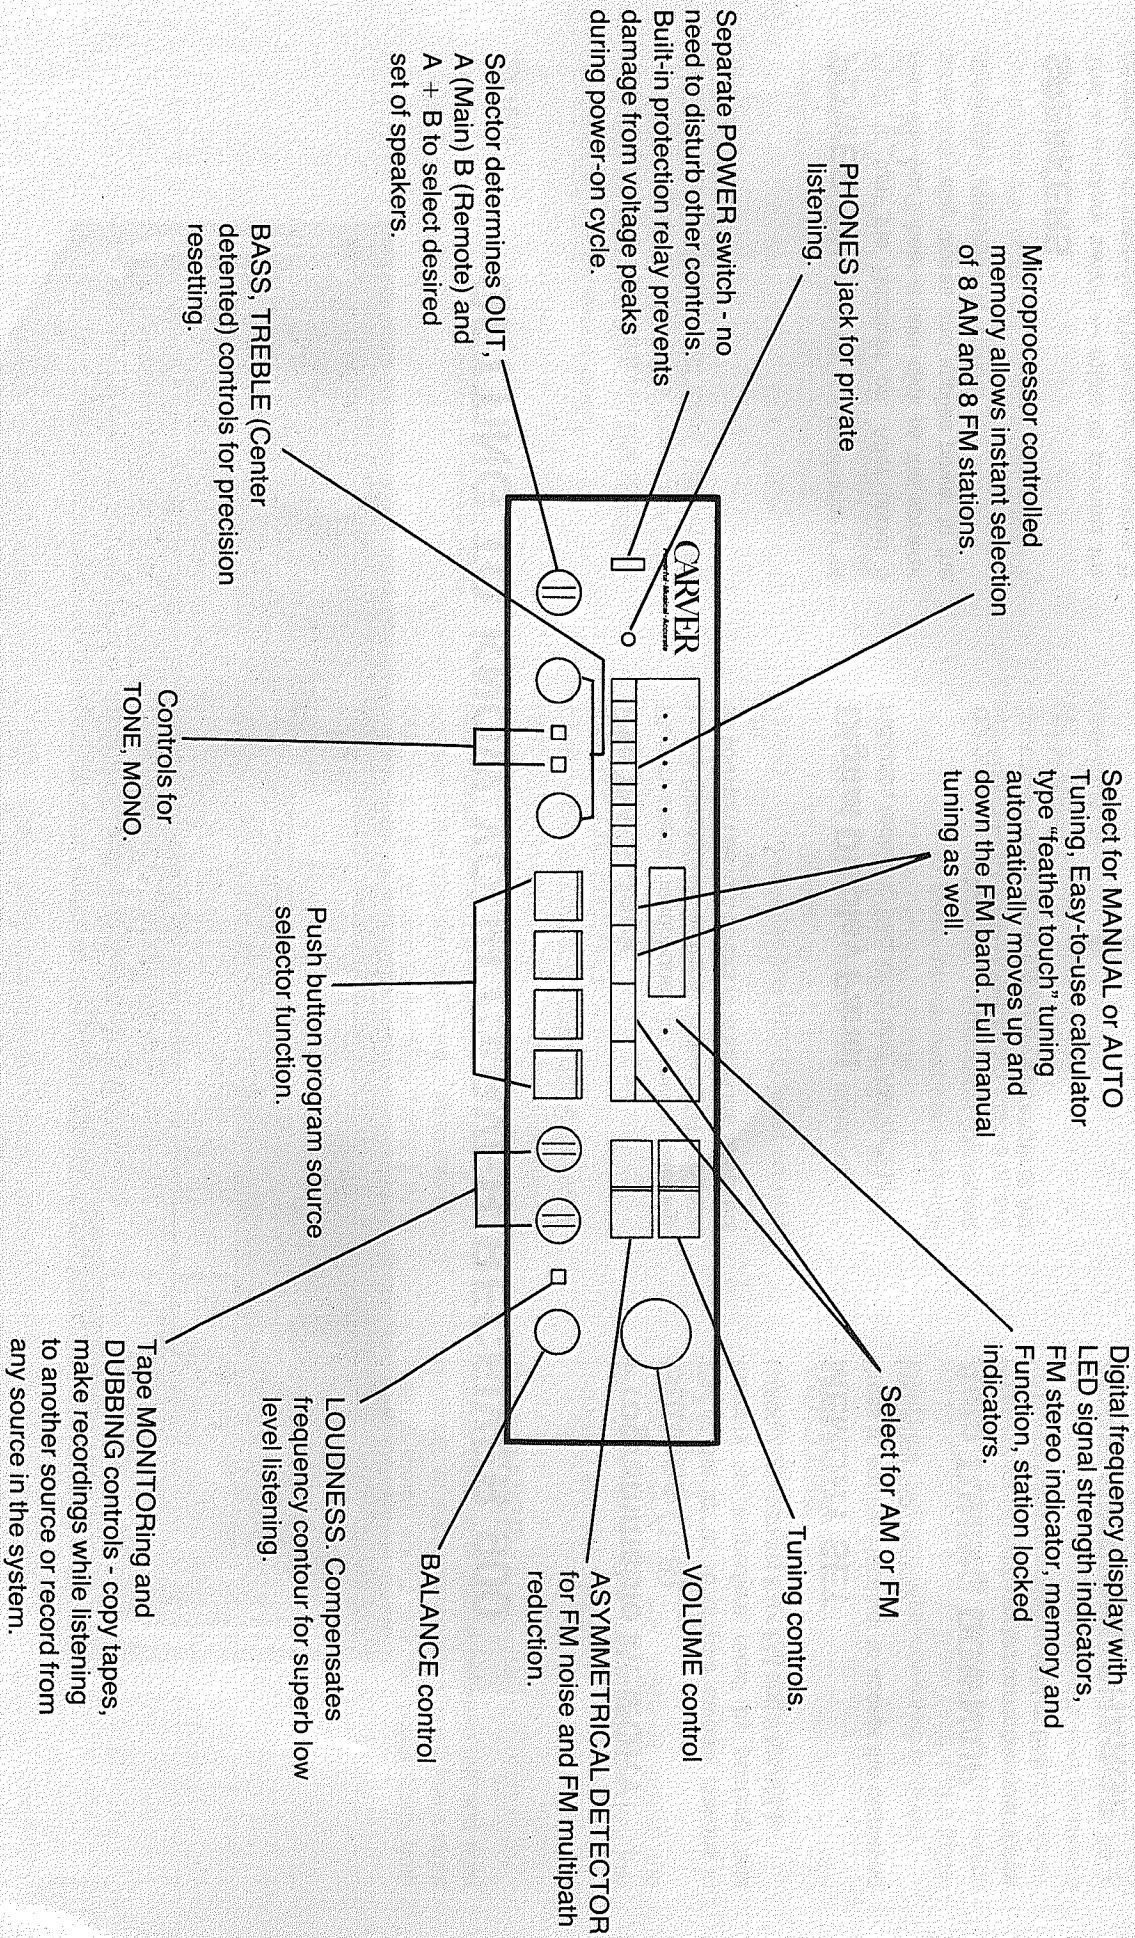 Microprocessor controlled
memory allows instant selection
of 8 AM and 8 FM stations.
Select for MANUAL or AUTO
Tuning, Easy-to-use calculator
type "feather touch" tuning
automatically moves up and
down the FM band. Full manual
tuning as well.
Digital frequency display with
LED signal strength indicators,
FM stereo indicator, memory and
Function, station locked
indicators.
PHONES jack for private
listening.
Select for AM or FM
Separate POWER switch - no
need to disturb other controls.
Built-in protection relay prevents
damage from voltage peaks
during power-on cycle.
Tuning controls.
VOLUME control
CARVER
Powerful · Musical · Accurate
ASYMMETRICAL DETECTOR
for FM noise and FM multipath
reduction.
Selector determines OUT,
A (Main) B (Remote) and
A + B to select desired
set of speakers.
BALANCE control
BASS, TREBLE (Center
detented) controls for precision
resetting.
Controls for
TONE, MONO.
Push button program source
selector function.
LOUDNESS. Compensates
frequency contour for superb low
level listening.
Tape MONITORing and
DUBBING controls - copy tapes,
make recordings while listening
to another source or record from
any source in the system.